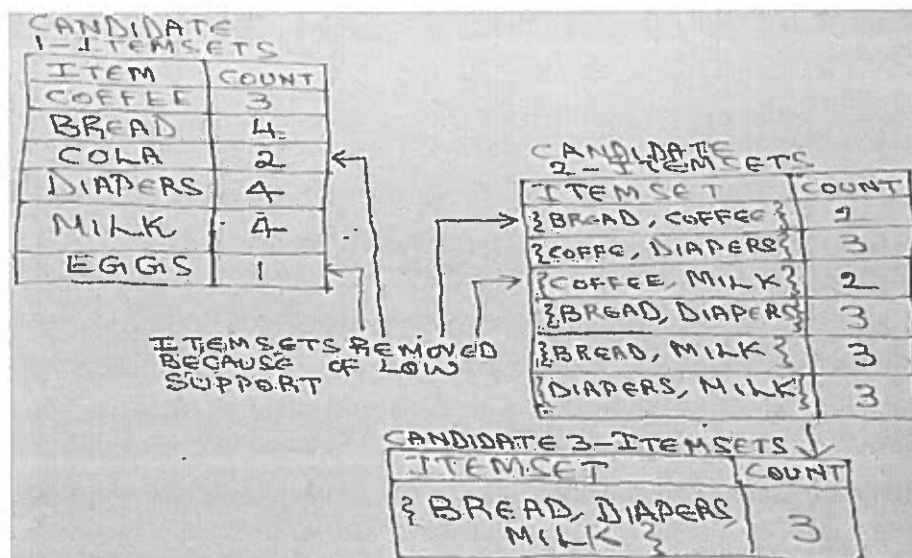 CANDIDATE
1-ITEMSETS
ITEM COUNT
COFFEE 3
BREAD 4
COLA 2
DIAPERS 4
MILK 4
EGGS 1
ITEMSETS REMOVED
BECAUSE OF LOW
SUPPORT
CANDIDATE
2-ITEMSETS
ITEMSET COUNT
{BREAD, COFFEE}
{COFFE, DIAPERS} 3
{COFFEE, MILK} 2
{BREAD, DIAPERS} 3
{BREAD, MILK} 3
{DIAPERS, MILK} 3
CANDIDATE 3-ITEMSETS
ITEMSET COUNT
{BREAD, DIAPERS,
MILK} 3